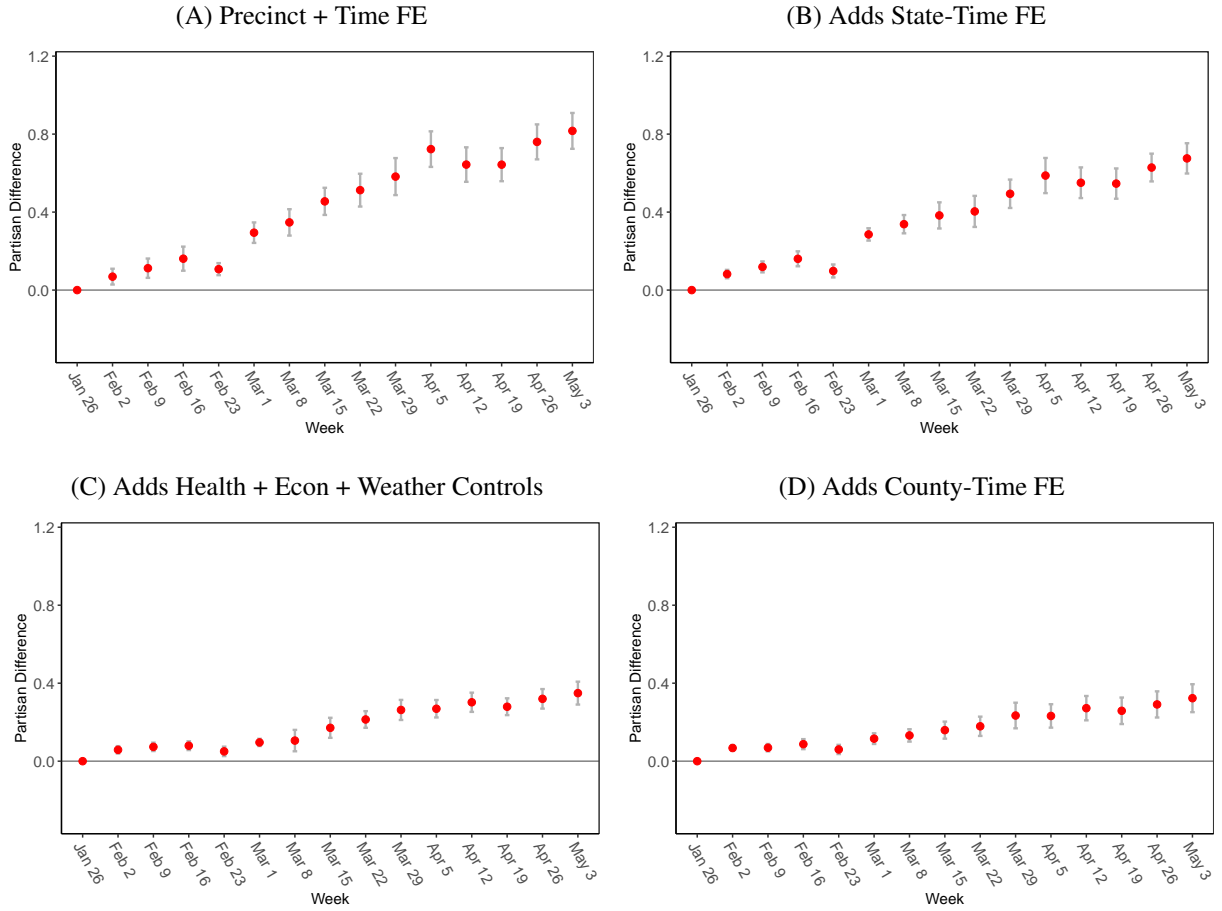 (A) Precinct + Time FE
1.2
0.8
0.4
0.0
Partisan Difference
Jan 26
Feb 2
Feb 9
Feb 16
Feb 23
Mar 1
Mar 8
Mar 15
Mar 22
Mar 29
Apr 5
Apr 12
Apr 19
Apr 26
May 3
Week
(B) Adds State-Time FE
1.2
0.8
0.4
0.0
Partisan Difference
Jan 26
Feb 2
Feb 9
Feb 16
Feb 23
Mar 1
Mar 8
Mar 15
Mar 22
Mar 29
Apr 5
Apr 12
Apr 19
Apr 26
May 3
Week
(C) Adds Health + Econ + Weather Controls
1.2
0.8
0.4
0.0
Partisan Difference
Jan 26
Feb 2
Feb 9
Feb 16
Feb 23
Mar 1
Mar 8
Mar 15
Mar 22
Mar 29
Apr 5
Apr 12
Apr 19
Apr 26
May 3
Week
(D) Adds County-Time FE
1.2
0.8
0.4
0.0
Partisan Difference
Jan 26
Feb 2
Feb 9
Feb 16
Feb 23
Mar 1
Mar 8
Mar 15
Mar 22
Mar 29
Apr 5
Apr 12
Apr 19
Apr 26
May 3
Week